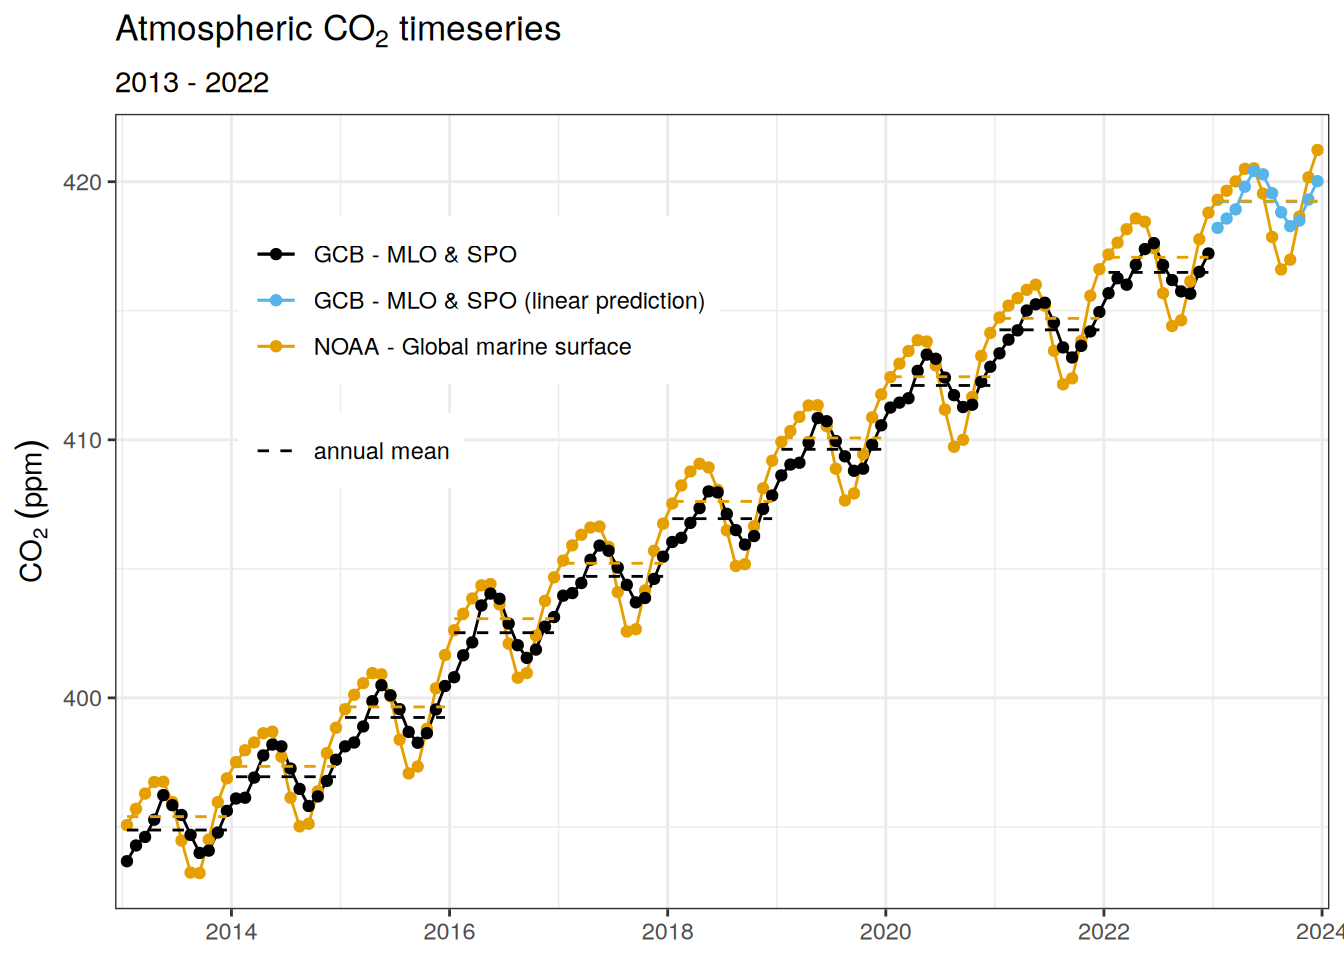 Atmospheric CO₂ timeseries
2013 - 2022
CO₂ (ppm)
420
410
400
GCB - MLO & SPO
GCB - MLO & SPO (linear prediction)
NOAA - Global marine surface
annual mean
2014 2016 2018 2020 2022 2024